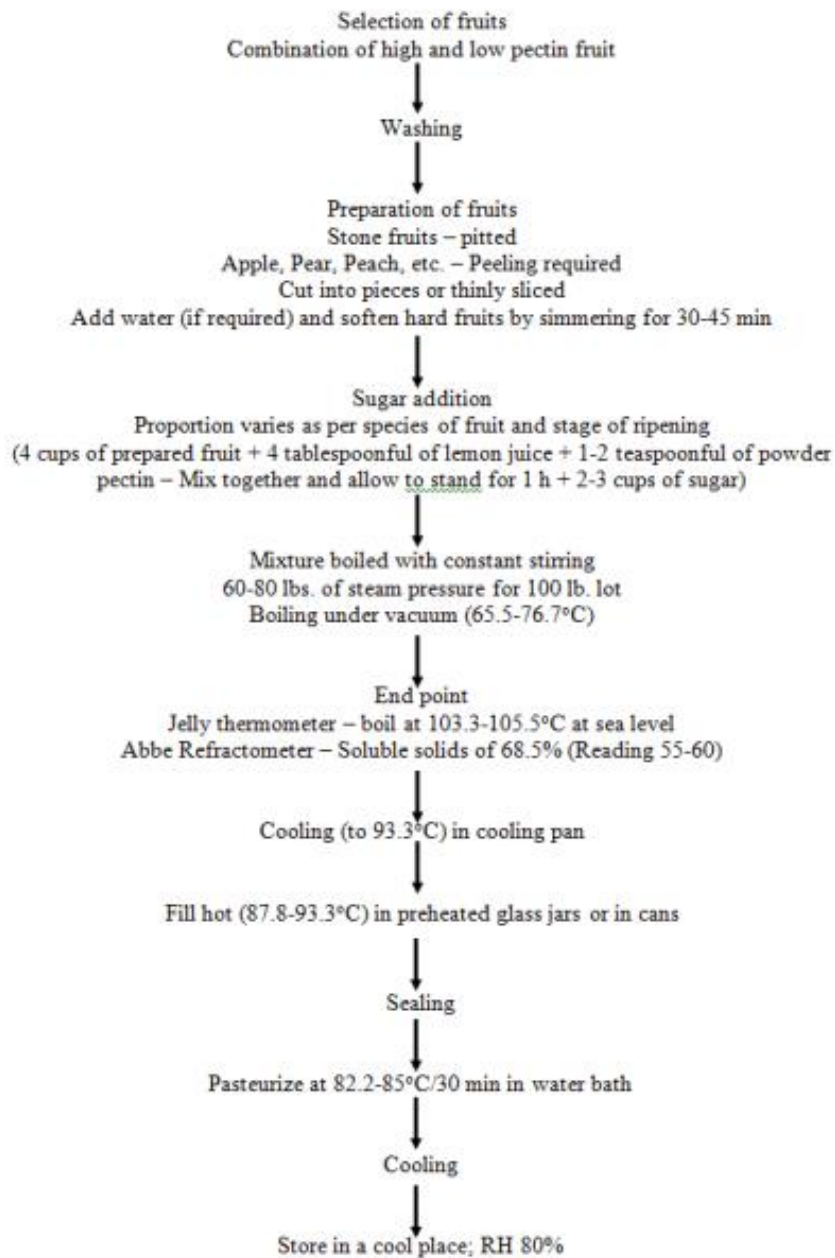 Selection of fruits
Combination of high and low pectin fruit
Washing
Preparation of fruits
Stone fruits – pitted
Apple, Pear, Peach, etc. – Peeling required
Cut into pieces or thinly sliced
Add water (if required) and soften hard fruits by simmering for 30-45 min
Sugar addition
Proportion varies as per species of fruit and stage of ripening
(4 cups of prepared fruit + 4 tablespoonful of lemon juice + 1-2 teaspoonful of powder
pectin – Mix together and allow to stand for 1 h + 2-3 cups of sugar)
Mixture boiled with constant stirring
60-80 lbs. of steam pressure for 100 lb. lot
Boiling under vacuum (65.5-76.7°C)
End point
Jelly thermometer – boil at 103.3-105.5°C at sea level
Abbe Refractometer – Soluble solids of 68.5% (Reading 55-60)
Cooling (to 93.3°C) in cooling pan
Fill hot (87.8-93.3°C) in preheated glass jars or in cans
Sealing
Pasteurize at 82.2-85°C/30 min in water bath
Cooling
Store in a cool place; RH 80%